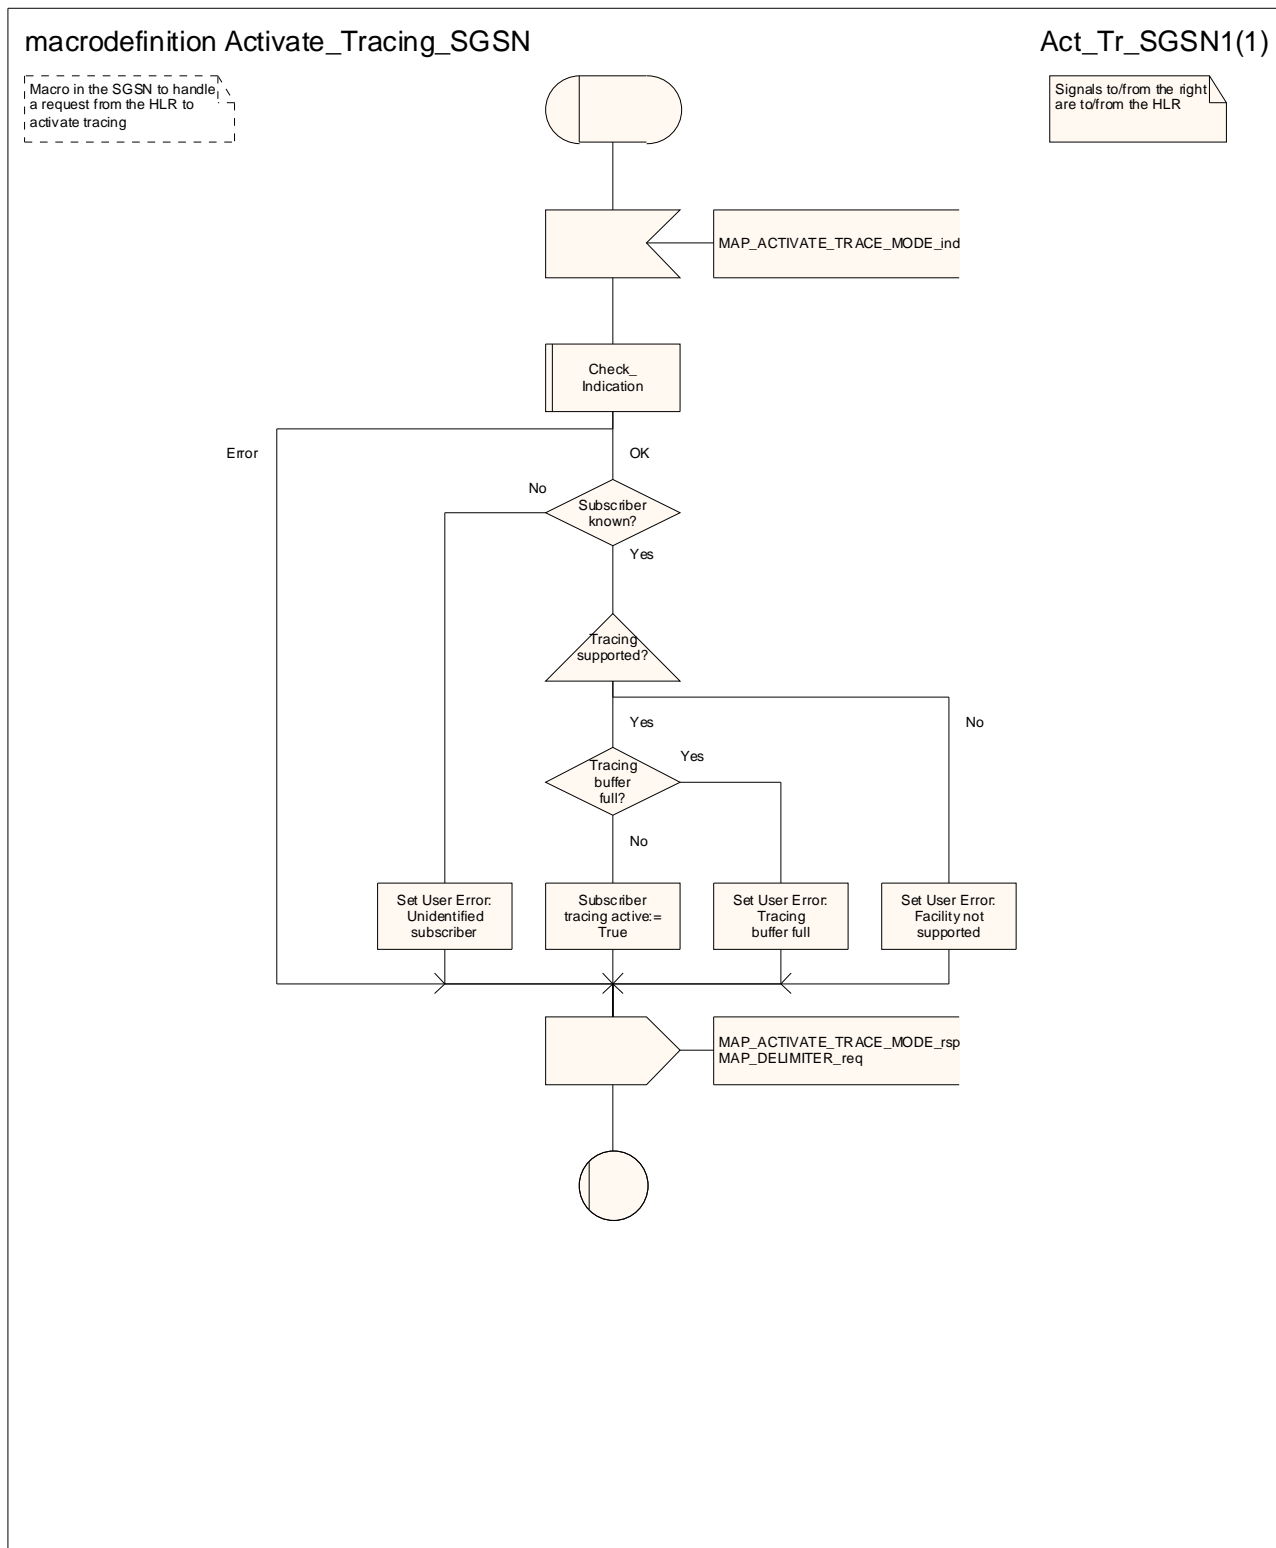 macrodefinition Activate_Tracing_SGSN
Act_Tr_SGSN1(1)
Macro in the SGSN to handle
a request from the HLR to
activate tracing
Signals to/from the right
are to/from the HLR
MAP_ACTIVATE_TRACE_MODE_ind
Check_
Indication
Error
OK
No
Subscriber
known?
Yes
Tracing
supported?
Yes
No
Yes
Tracing
buffer
full?
No
Set User Error:
Unidentified
subscriber
Subscriber
tracing active:=
True
Set User Error:
Tracing
buffer full
Set User Error:
Facility not
supported
MAP_ACTIVATE_TRACE_MODE_rsp
MAP_DELIMITER_req